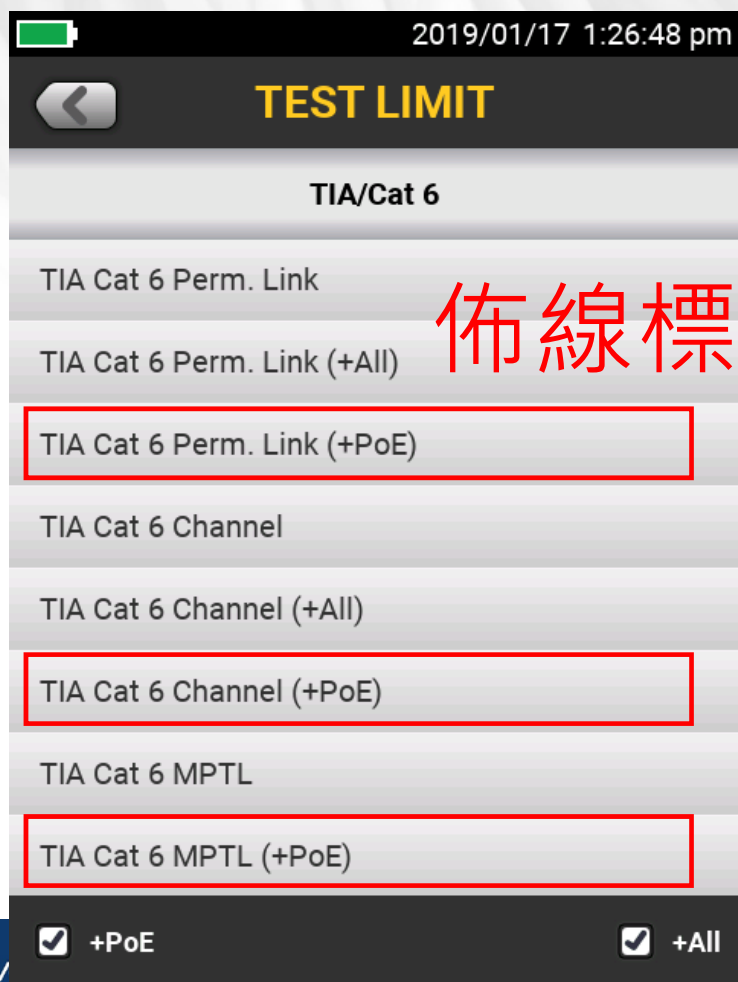 2019/01/17 1:26:48 pm
TEST LIMIT
TIA/Cat 6
TIA Cat 6 Perm. Link
佈線標
TIA Cat 6 Perm. Link (+All)
TIA Cat 6 Perm. Link (+PoE)
TIA Cat 6 Channel
TIA Cat 6 Channel (+All)
TIA Cat 6 Channel (+PoE)
TIA Cat 6 MPTL
TIA Cat 6 MPTL (+PoE)
+PoE +All